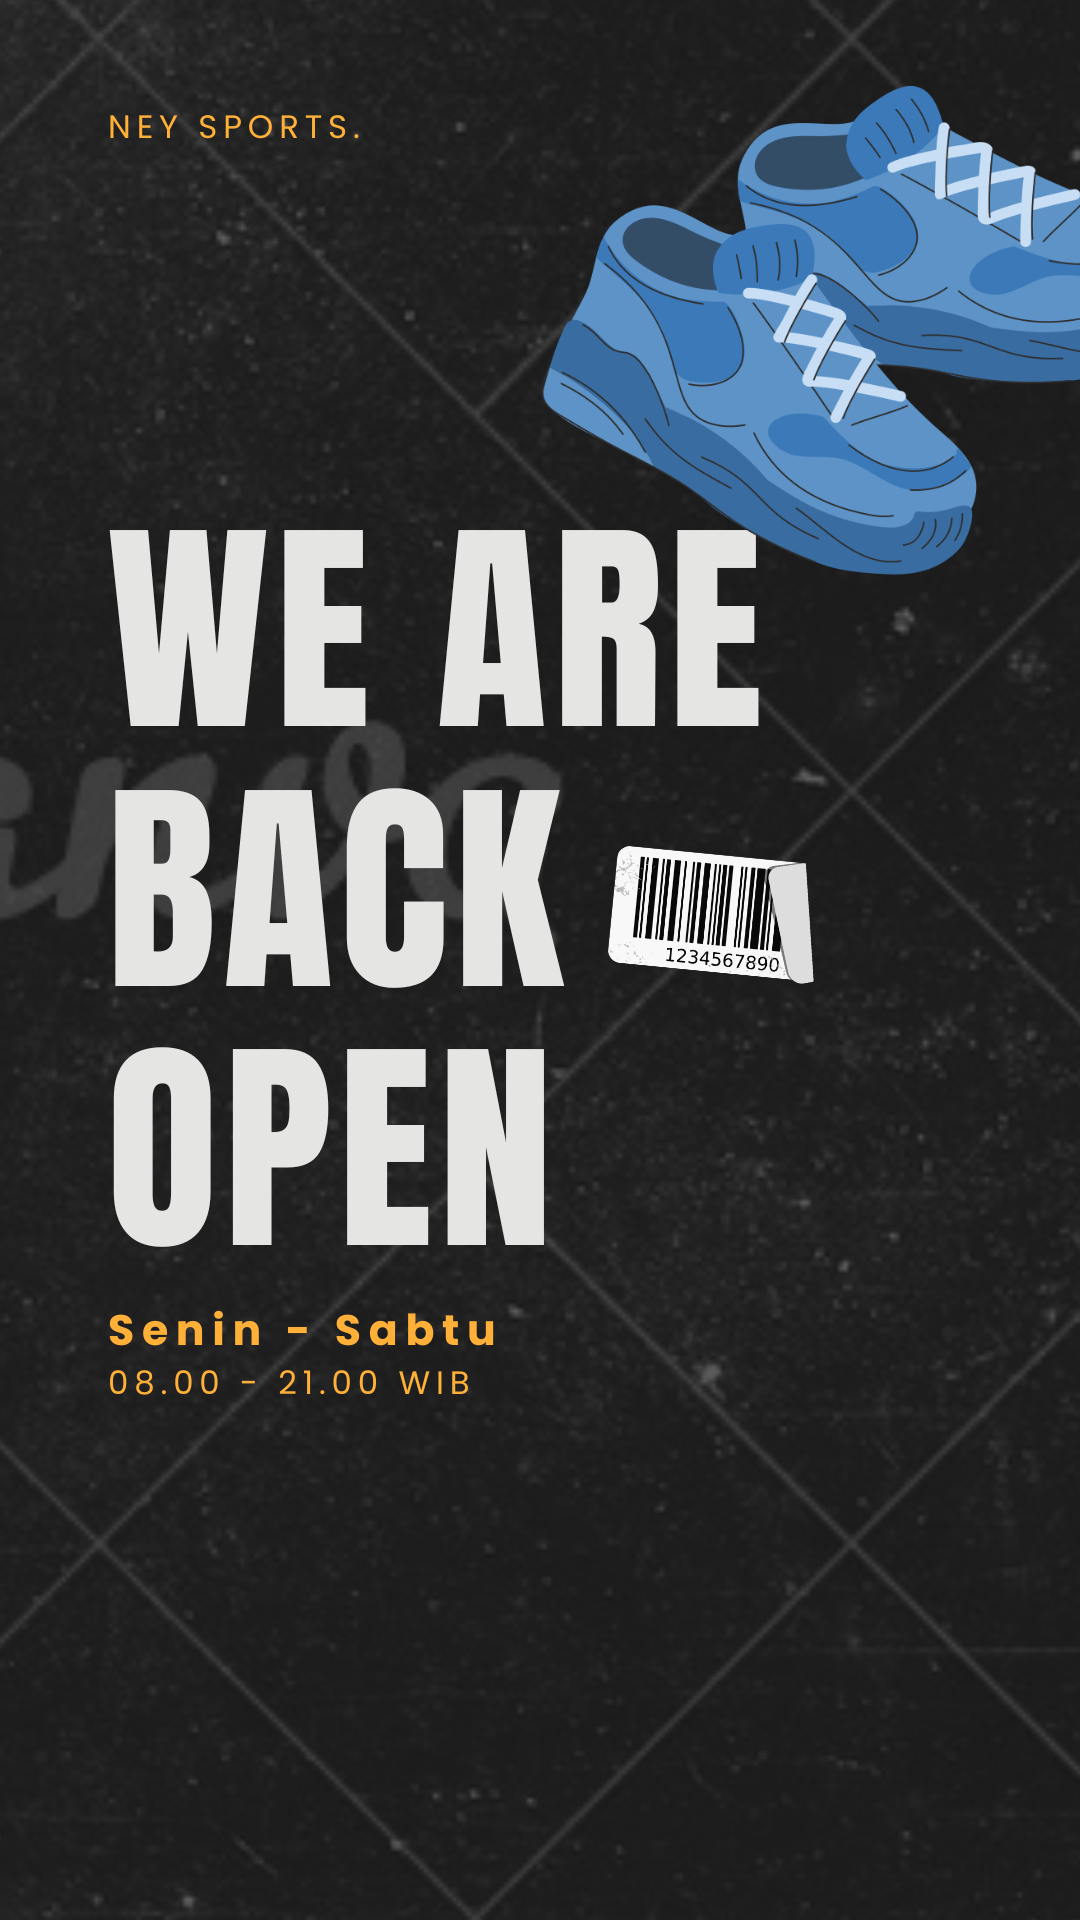 NEY SPORTS.
WE ARE
BACK
1234567890
OPEN
Senin - Sabtu
08.00 - 21.00 WIB